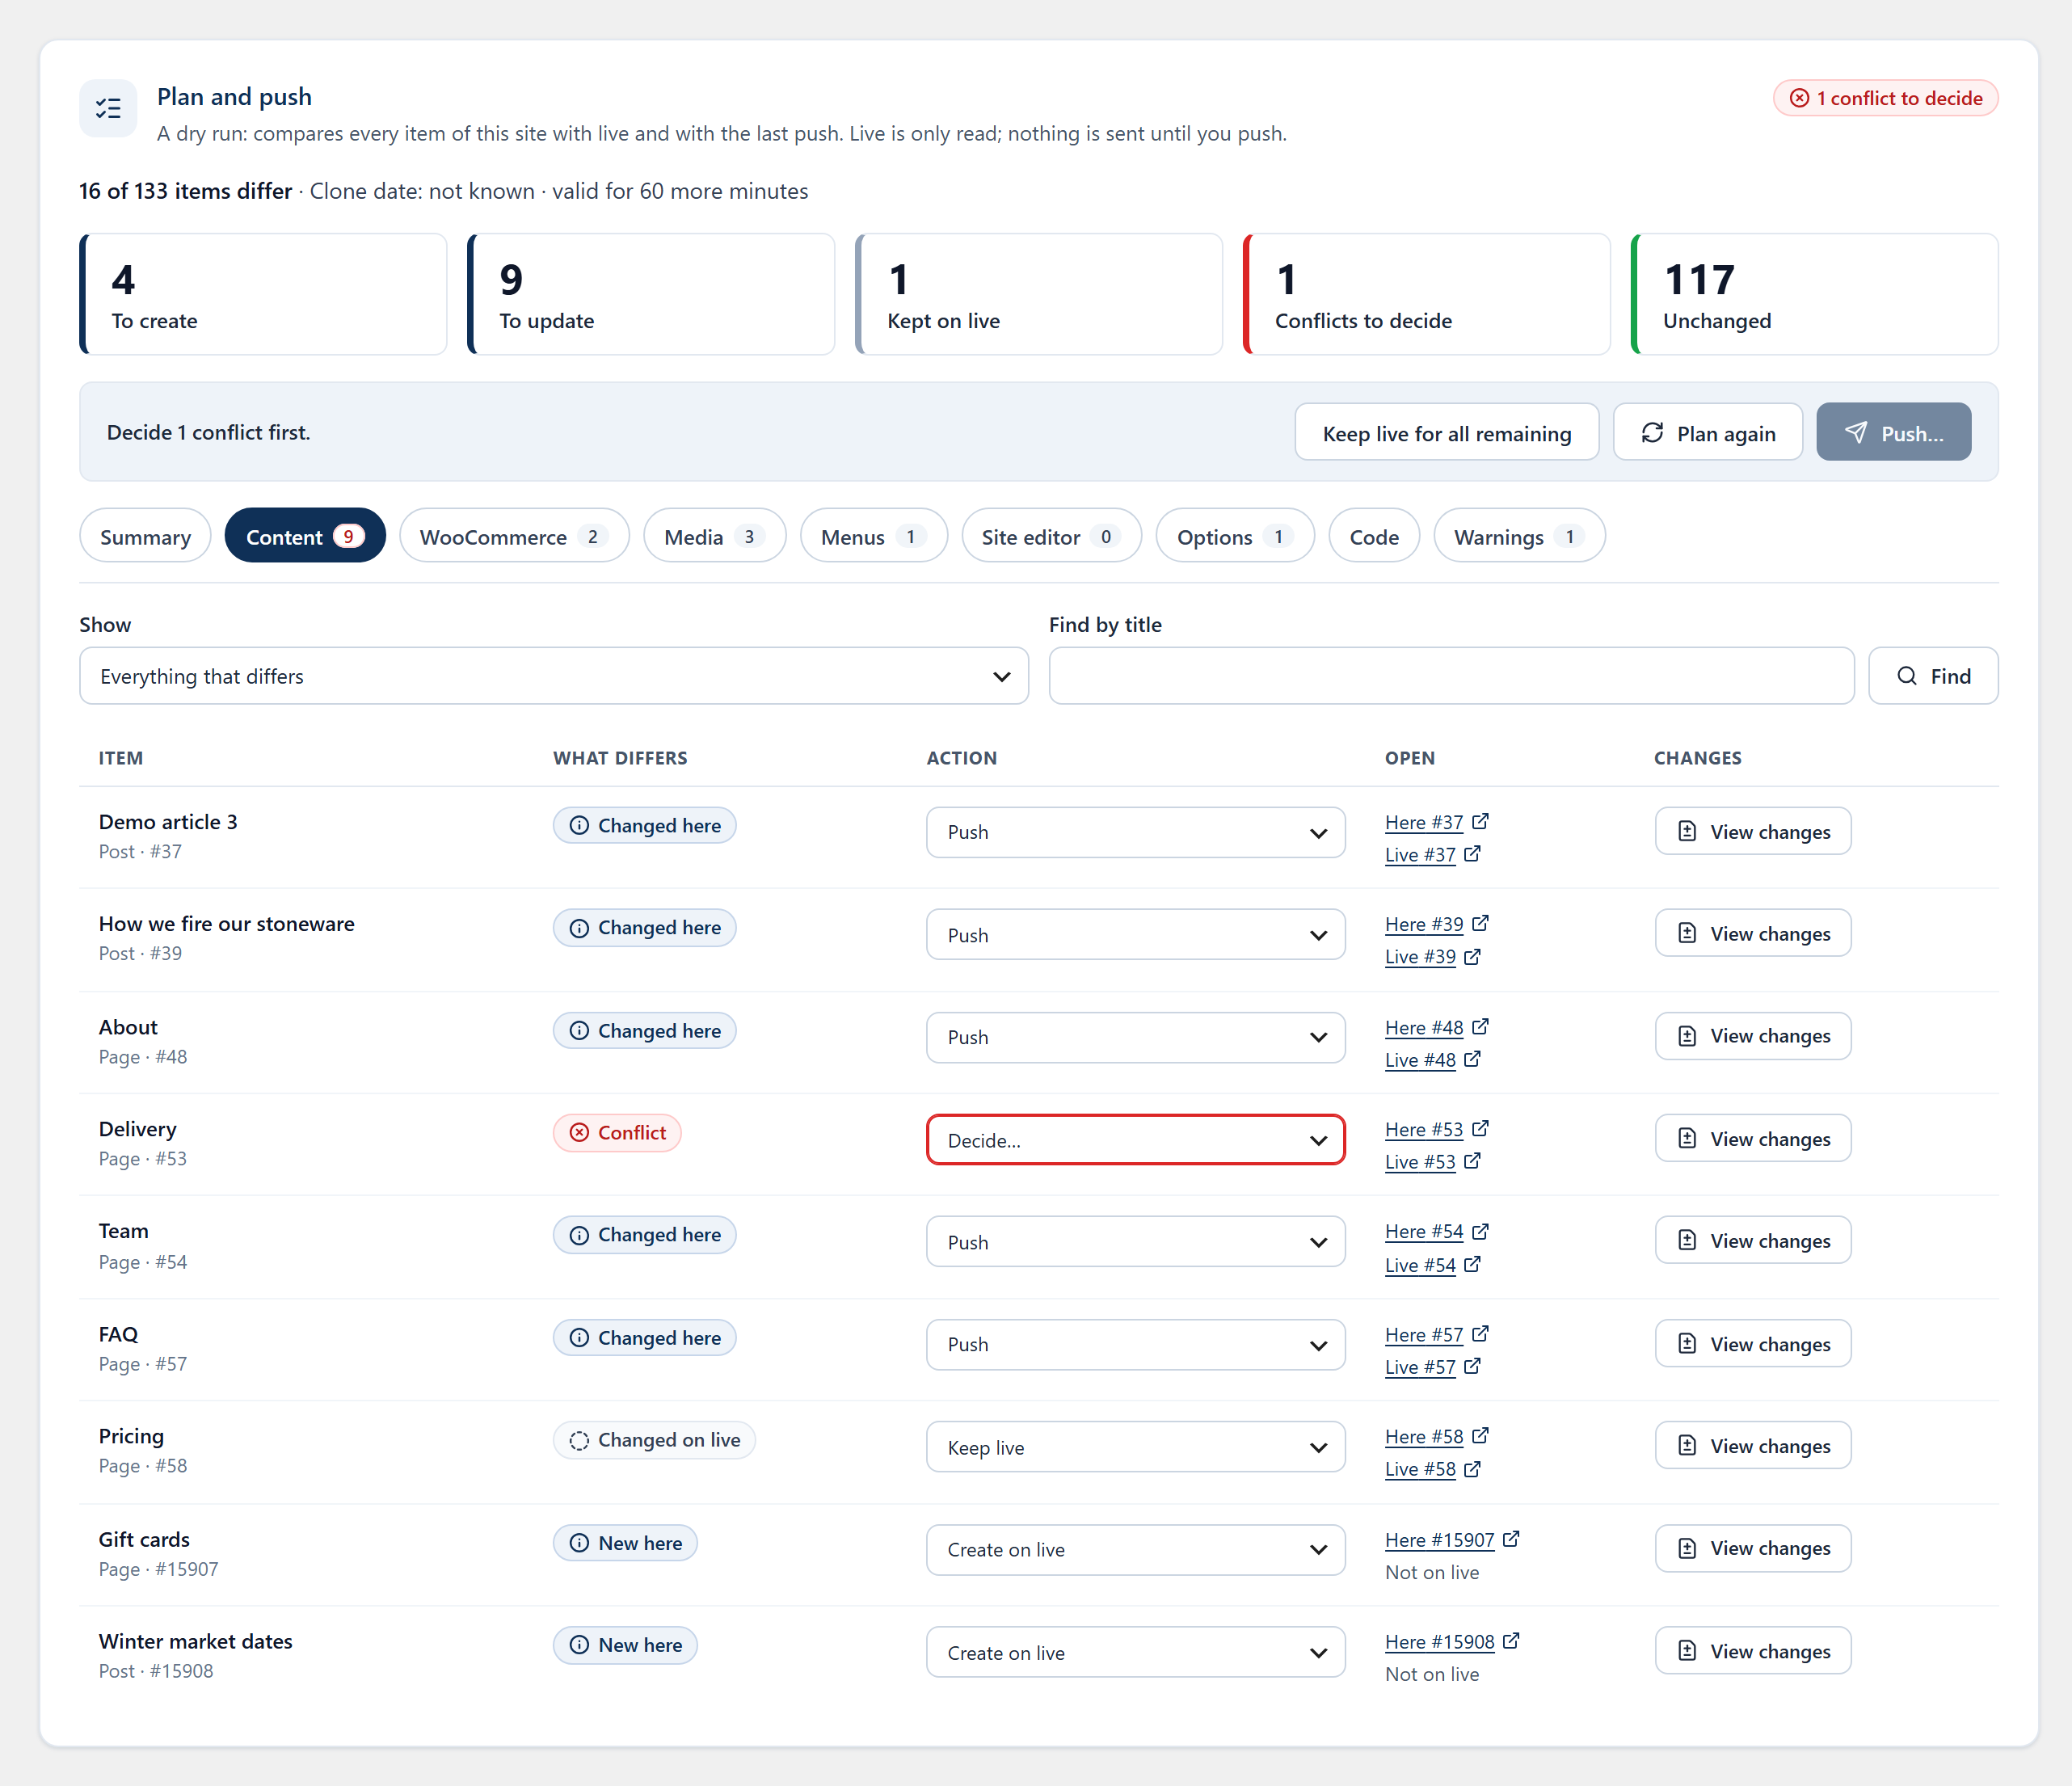 Plan and push
1 conflict to decide
A dry run: compares every item of this site with live and with the last push. Live is only read; nothing is sent until you push.
16 of 133 items differ · Clone date: not known · valid for 60 more minutes
4
To create
9
To update
1
Kept on live
1
Conflicts to decide
117
Unchanged
Decide 1 conflict first.
Keep live for all remaining
Plan again
Push...
Summary
Content 9
WooCommerce 2
Media 3
Menus 1
Site editor 0
Options 1
Code
Warnings 1
Show
Find by title
Everything that differs
Find
ITEM WHAT DIFFERS ACTION OPEN CHANGES
Demo article 3
Post · #37
Changed here
Push
Here #37
Live #37
View changes
How we fire our stoneware
Post · #39
Changed here
Push
Here #39
Live #39
View changes
About
Page · #48
Changed here
Push
Here #48
Live #48
View changes
Delivery
Page · #53
Conflict
Decide...
Here #53
Live #53
View changes
Team
Page · #54
Changed here
Push
Here #54
Live #54
View changes
FAQ
Page · #57
Changed here
Push
Here #57
Live #57
View changes
Pricing
Page · #58
Changed on live
Keep live
Here #58
Live #58
View changes
Gift cards
Page · #15907
New here
Create on live
Here #15907
Not on live
View changes
Winter market dates
Post · #15908
New here
Create on live
Here #15908
Not on live
View changes